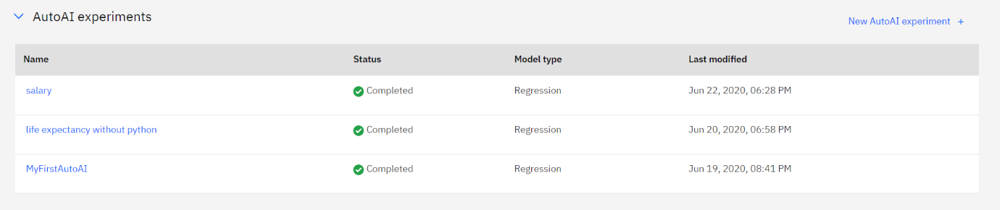 AutoAI experiments
New AutoAI experiment +
Name Status Model type Last modified
salary Completed Regression Jun 22, 2020, 06:28 PM
life expectancy without python Completed Regression Jun 20, 2020, 06:58 PM
MyFirstAutoAI Completed Regression Jun 19, 2020, 08:41 PM